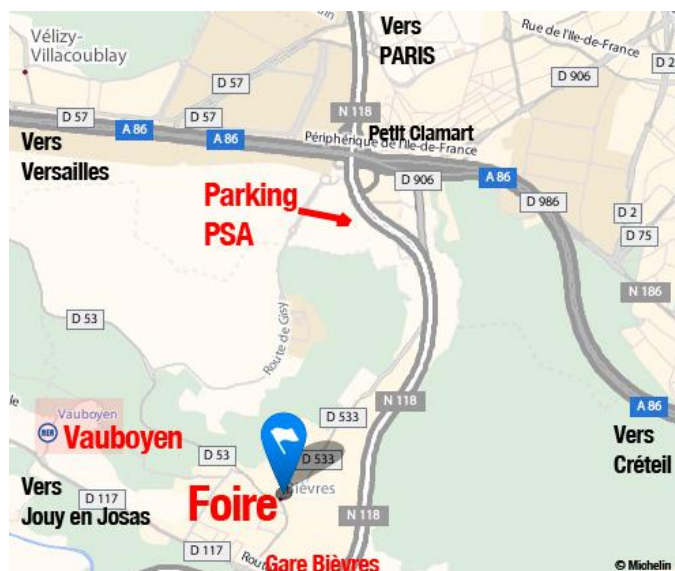 Vélizy-
Villacoublay
Vers
PARIS
Rue de l'Ile-de-France
D 57
D 906
D 2
D 57
D 57
N 118
A 86
A 86
Petit Clamart
Périphérique de l'Ile-de-France
Vers
Versailles
D 906
A 86
Parking
PSA
D 986
D 2
D 75
N 186
D 53
Route de Gisy
N 118
A 86
Vauboyen
D 533
RER
Vauboyen
D 53
D 533
Vers
Créteil
Vers
Jouy en Josas
D 117
Foire
Bièvres
N 118
D 117
Gare Bièvres
© Michelin